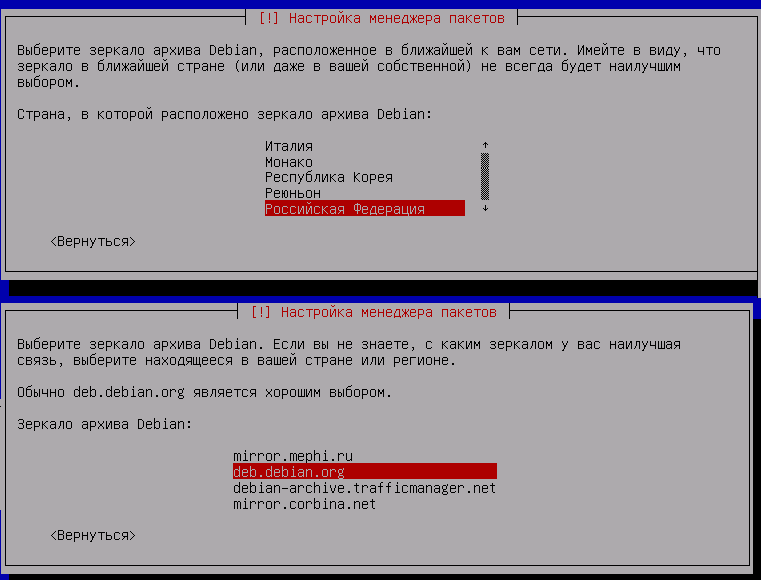 [!] Настройка менеджера пакетов
Выберите зеркало архива Debian, расположенное в ближайшей к вам сети. Имейте в виду, что
зеркало в ближайшей стране (или даже в вашей собственной) не всегда будет наилучшим
выбором.
Страна, в которой расположено зеркало архива Debian:
Италия
Монако
Республика Корея
Реюньон
Российская Федерация
<Вернуться>
[!] Настройка менеджера пакетов
Выберите зеркало архива Debian. Если вы не знаете, с каким зеркалом у вас наилучшая
связь, выберите находящееся в вашей стране или регионе.
Обычно deb.debian.org является хорошим выбором.
Зеркало архива Debian:
mirror.mephi.ru
deb.debian.org
debian-archive.trafficmanager.net
mirror.corbina.net
<Вернуться>